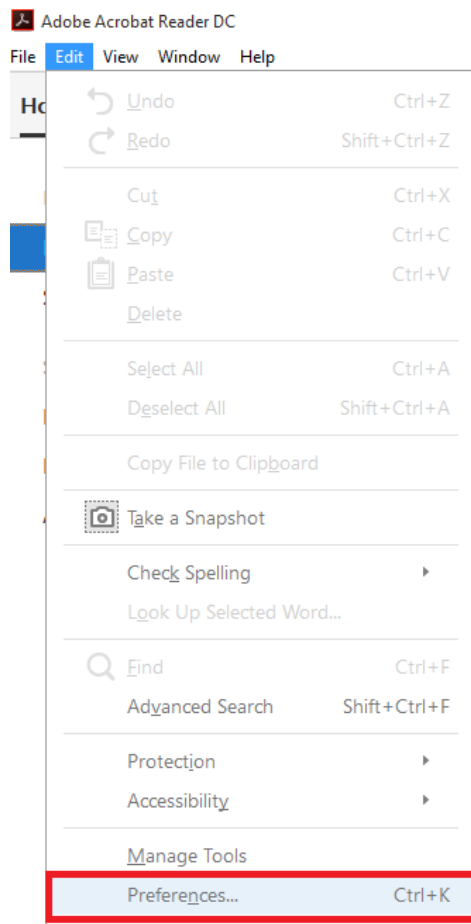 Adobe Acrobat Reader DC
File Edit View Window Help
Undo Ctrl+Z
Redo Shift+Ctrl+Z
Cut Ctrl+X
Copy Ctrl+C
Paste Ctrl+V
Delete
Select All Ctrl+A
Deselect All Shift+Ctrl+A
Copy File to Clipboard
Take a Snapshot
Check Spelling
Look Up Selected Word...
Find Ctrl+F
Advanced Search Shift+Ctrl+F
Protection
Accessibility
Manage Tools
Preferences... Ctrl+K